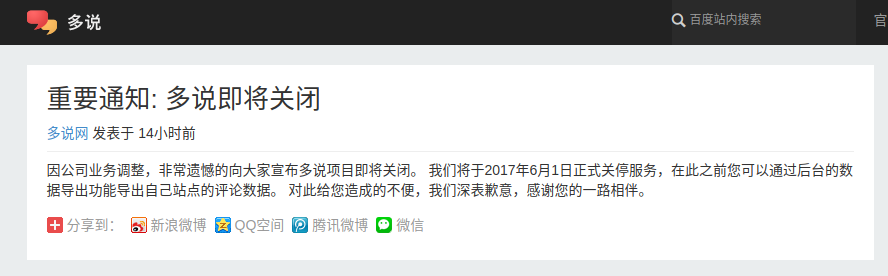 多说
百度站内搜索
官
重要通知: 多说即将关闭
多说网 发表于 14小时前
因公司业务调整，非常遗憾的向大家宣布多说项目即将关闭。 我们将于2017年6月1日正式关停服务，在此之前您可以通过后台的数
据导出功能导出自己站点的评论数据。 对此给您造成的不便，我们深表歉意，感谢您的一路相伴。
分享到： 新浪微博 QQ空间 腾讯微博 微信